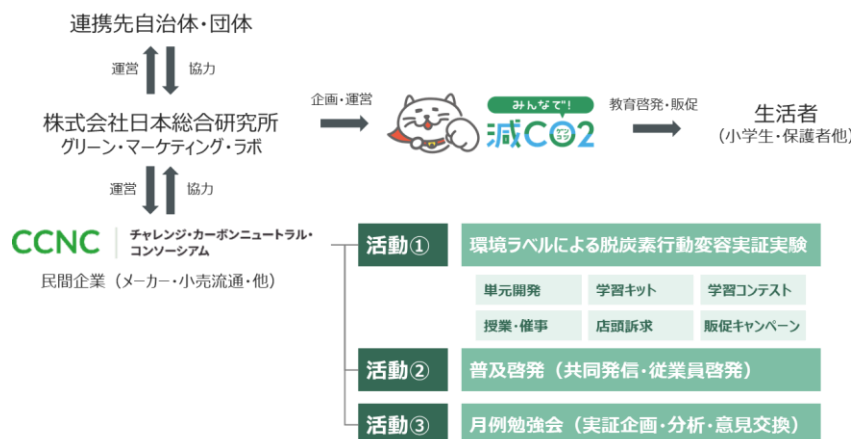 連携先自治体・団体
運営
協力
株式会社日本総合研究所
グリーン・マーケティング・ラボ
企画・運営
みんなで!
減CO2
教育啓発・販促
生活者
(小学生・保護者他)
運営
協力
CCNC
チャレンジ・カーボンニュートラル・
コンソーシアム
民間企業(メーカー・小売流通・他)
活動①
環境ラベルによる脱炭素行動変容実証実験
単元開発
学習キット
学習コンテスト
授業・催事
店頭訴求
販促キャンペーン
活動②
普及啓発(共同発信・従業員啓発)
活動③
月例勉強会(実証企画・分析・意見交換)